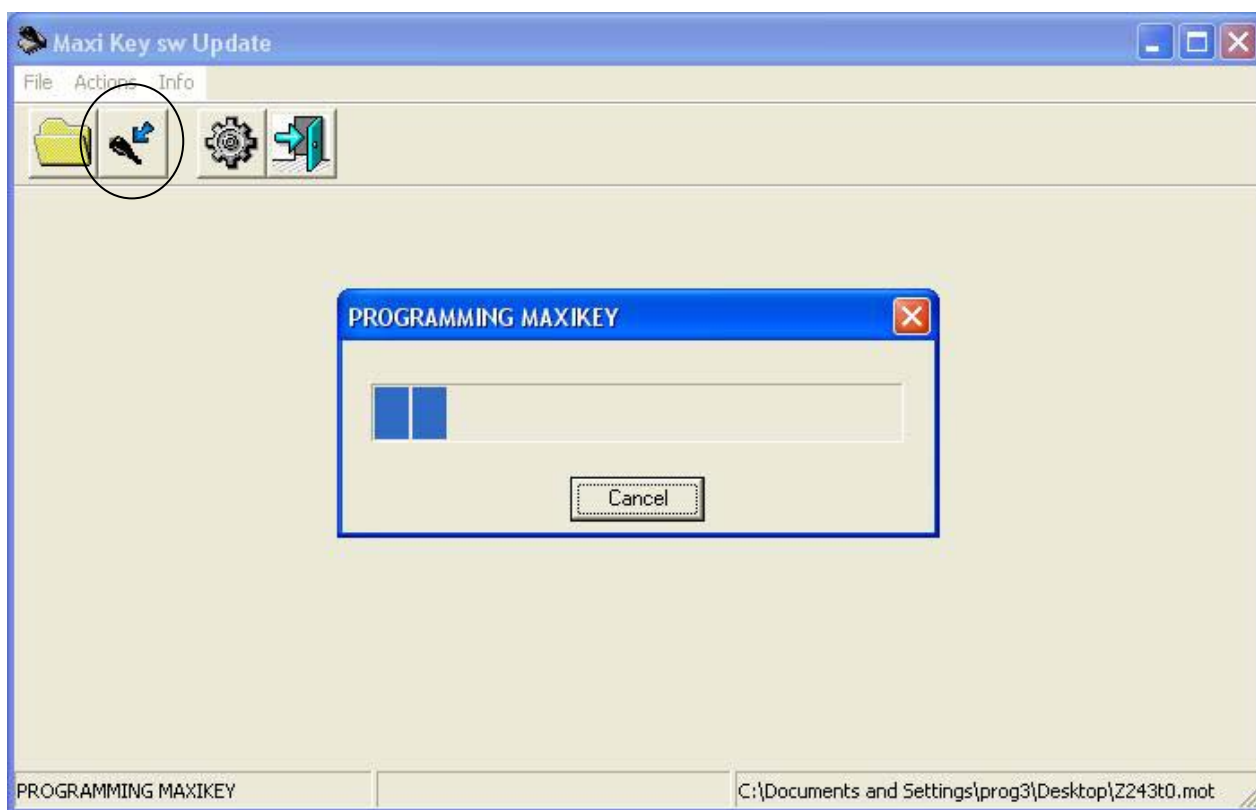 Maxi Key sw Update
File Actions Info
PROGRAMMING MAXIKEY
Cancel
PROGRAMMING MAXIKEY C:\Documents and Settings\prog3\Desktop\Z243t0.mot